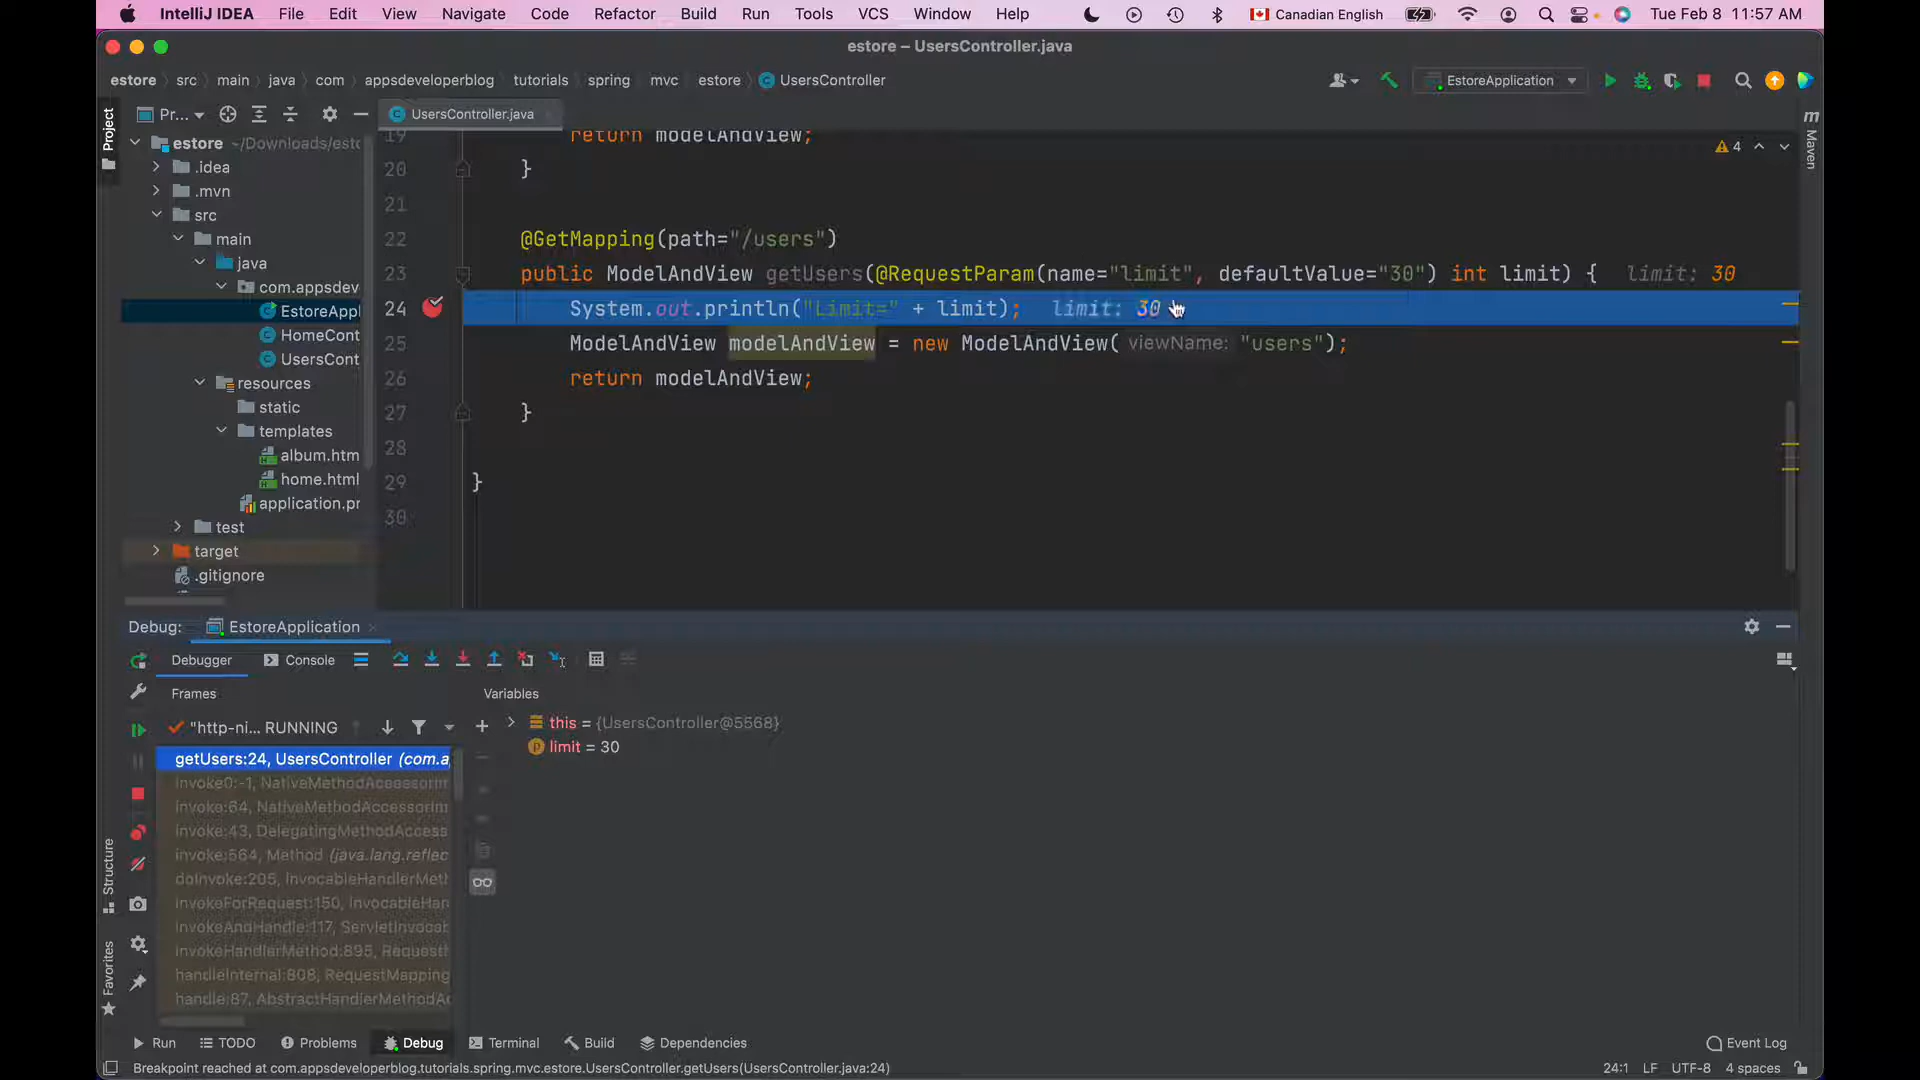 IntelliJ IDEA File Edit View Navigate Code Refactor Build Run Tools VCS Window Help Canadian English Tue Feb 8 11:57 AM
estore – UsersController.java
estore src main java com appsdeveloperblog tutorials spring mvc estore UsersController EstoreApplication
Project Pr... UsersController.java Maven
estore ~/Downloads/esto
.idea
.mvn
src
main
java
com.appsdev
EstoreAppl
HomeCont
UsersCont
resources
static
templates
album.htm
home.html
application.pr
test
target
.gitignore
4
19 return modelAndView;
20 }
21
22 @GetMapping(path="/users")
23 public ModelAndView getUsers(@RequestParam(name="limit", defaultValue="30") int limit) { limit: 30
24 System.out.println("Limit=" + limit); limit: 30
25 ModelAndView modelAndView = new ModelAndView( viewName: "users");
26 return modelAndView;
27 }
28
29 }
30
Debug: EstoreApplication
Debugger Console
Frames Variables
"http-ni... RUNNING
this = {UsersController@5568}
limit = 30
getUsers:24, UsersController (com.a
invoke0:-1, NativeMethodAccessorIm
invoke:64, NativeMethodAccessorIm
invoke:43, DelegatingMethodAccess
invoke:564, Method (java.lang.reflec
doInvoke:205, InvocableHandlerMeth
invokeForRequest:150, InvocableHan
invokeAndHandle:117, ServletInvocab
invokeHandlerMethod:895, RequestH
handleInternal:808, RequestMapping
handle:87, AbstractHandlerMethodAd
Structure
Favorites
Run TODO Problems Debug Terminal Build Dependencies Event Log
Breakpoint reached at com.appsdeveloperblog.tutorials.spring.mvc.estore.UsersController.getUsers(UsersController.java:24) 24:1 LF UTF-8 4 spaces